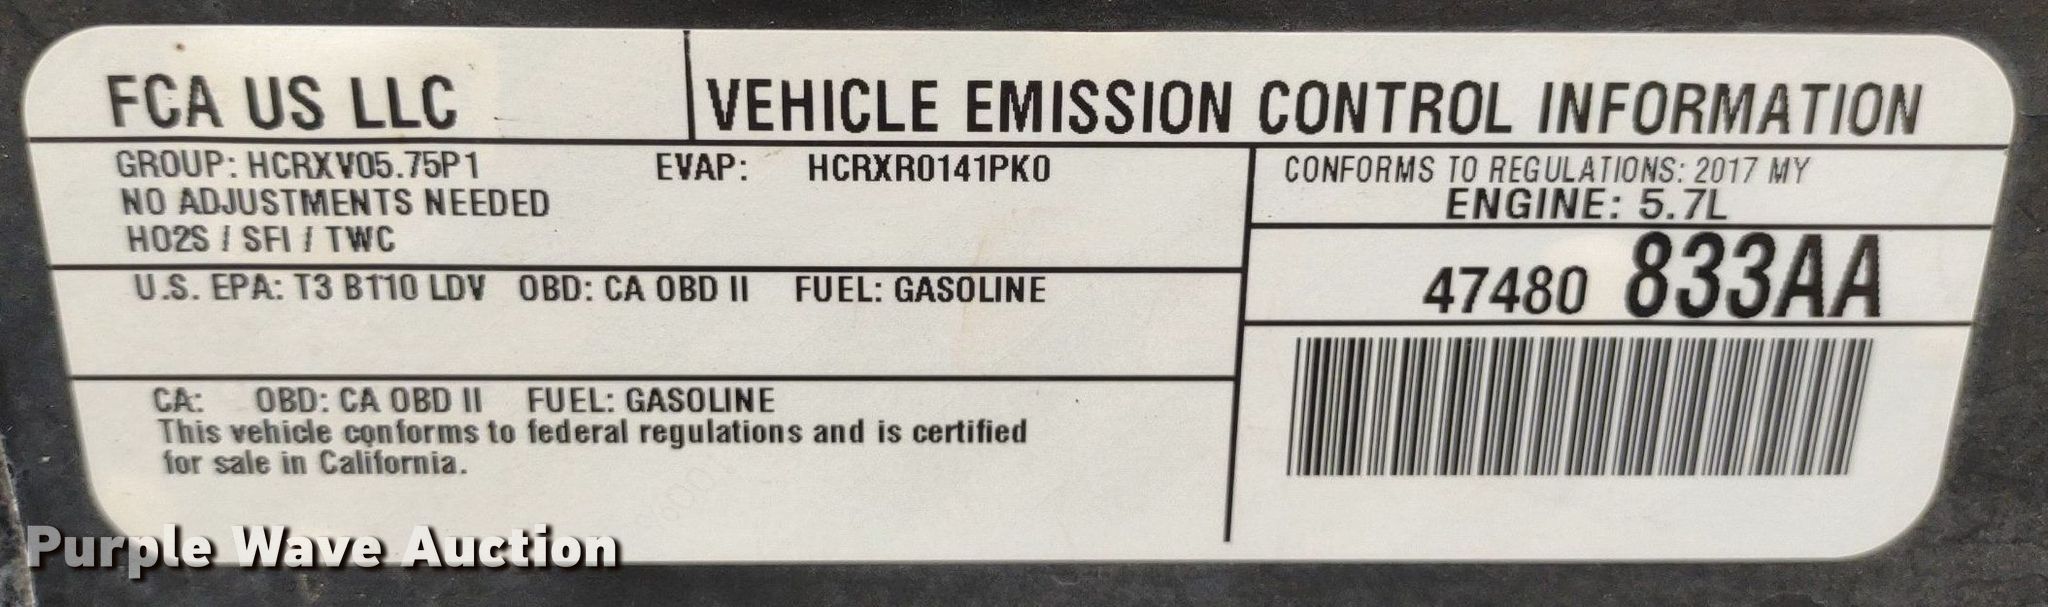 FCA US LLC
VEHICLE EMISSION CONTROL INFORMATION
GROUP: HCRXV05.75P1 EVAP: HCRXR0141PK0
NO ADJUSTMENTS NEEDED
HO2S / SFI / TWC
CONFORMS TO REGULATIONS: 2017 MY
ENGINE: 5.7L
U.S. EPA: T3 B110 LDV OBD: CA OBD II FUEL: GASOLINE
47480 833AA
CA: OBD: CA OBD II FUEL: GASOLINE
This vehicle conforms to federal regulations and is certified
for sale in California.
Purple Wave Auction